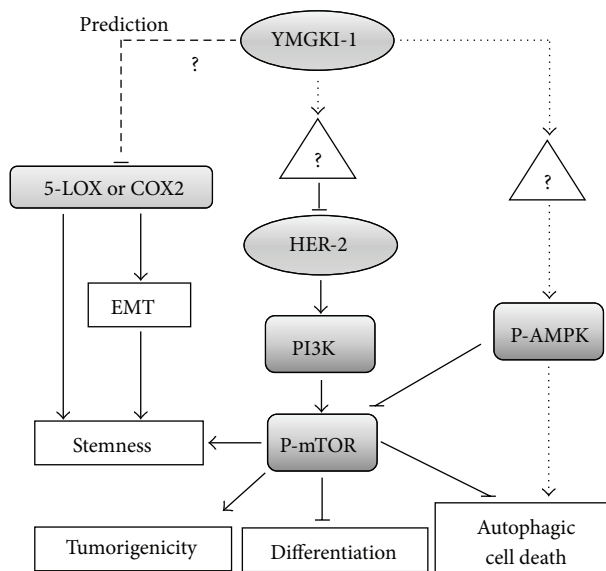 Prediction
YMGKI-1
?
?
?
5-LOX or COX2
HER-2
EMT
PI3K
P-AMPK
Stemness
P-mTOR
Tumorigenicity
Differentiation
Autophagic
cell death